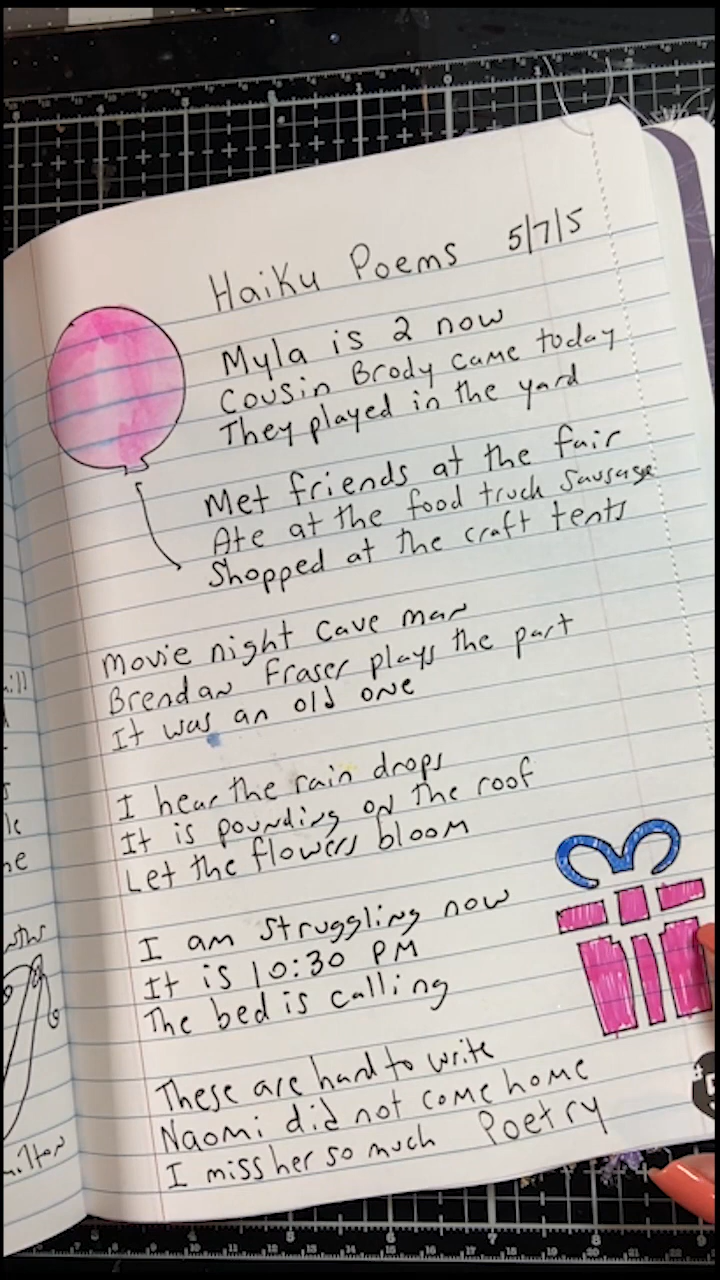 Haiku Poems 5/7/5
Myla is 2 now
Cousin Brody came today
They played in the yard
Met friends at the fair
Ate at the food truck Sausage
Shopped at the craft tents
Movie night cave man
Brendan Fraser plays the part
It was an old one
I hear the rain drops
It is pounding on the roof
Let the flowers bloom
I am struggling now
It is 10:30 PM
The bed is calling
These are hard to write
Naomi did not come home
I miss her so much Poetry